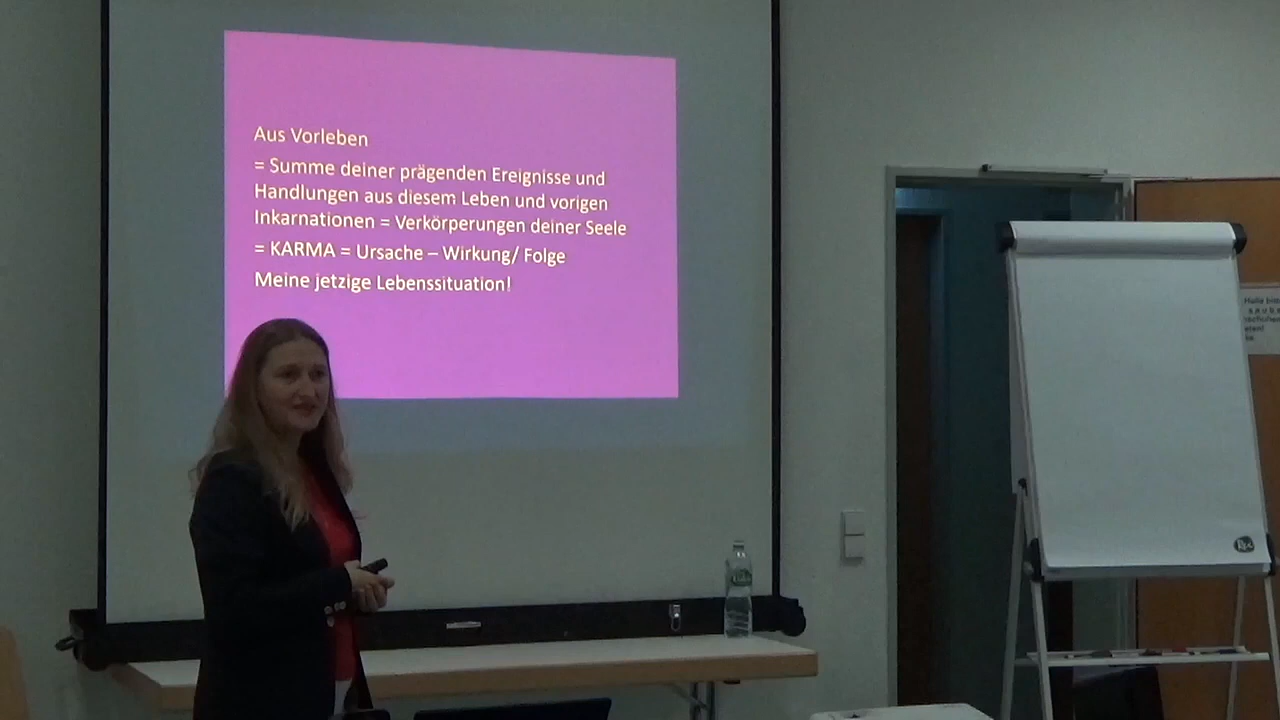 Aus Vorleben
= Summe deiner prägenden Ereignisse und
Handlungen aus diesem Leben und vorigen
Inkarnationen = Verkörperungen deiner Seele
= KARMA = Ursache – Wirkung/ Folge
Meine jetzige Lebenssituation!